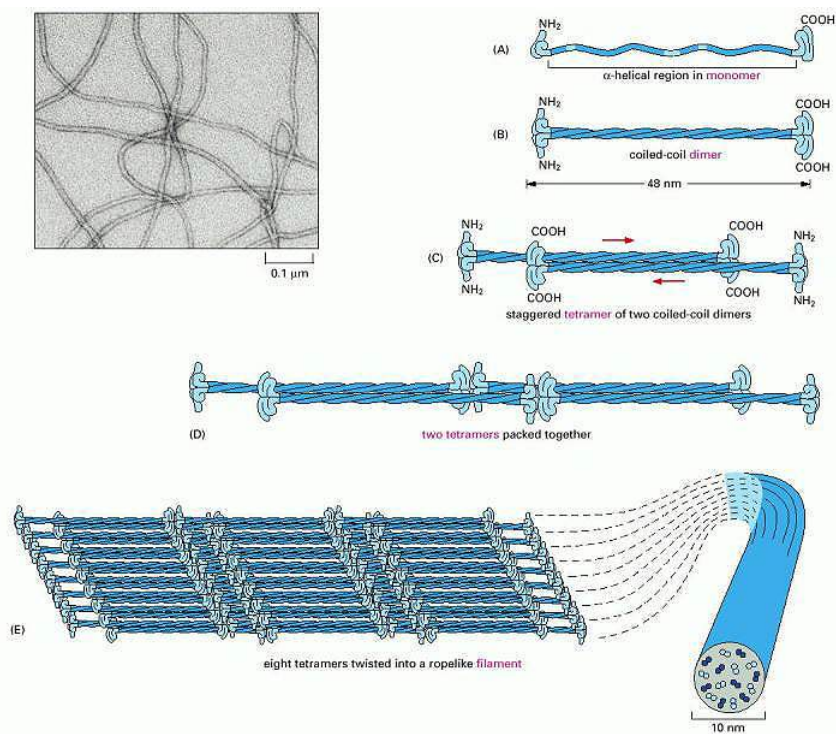 0.1 μm
NH₂
COOH
(A)
α-helical region in monomer
NH₂
COOH
(B)
coiled-coil dimer
NH₂
COOH
48 nm
NH₂
COOH
COOH
NH₂
(C)
NH₂
COOH
COOH
NH₂
staggered tetramer of two coiled-coil dimers
(D)
two tetramers packed together
(E)
eight tetramers twisted into a ropelike filament
10 nm